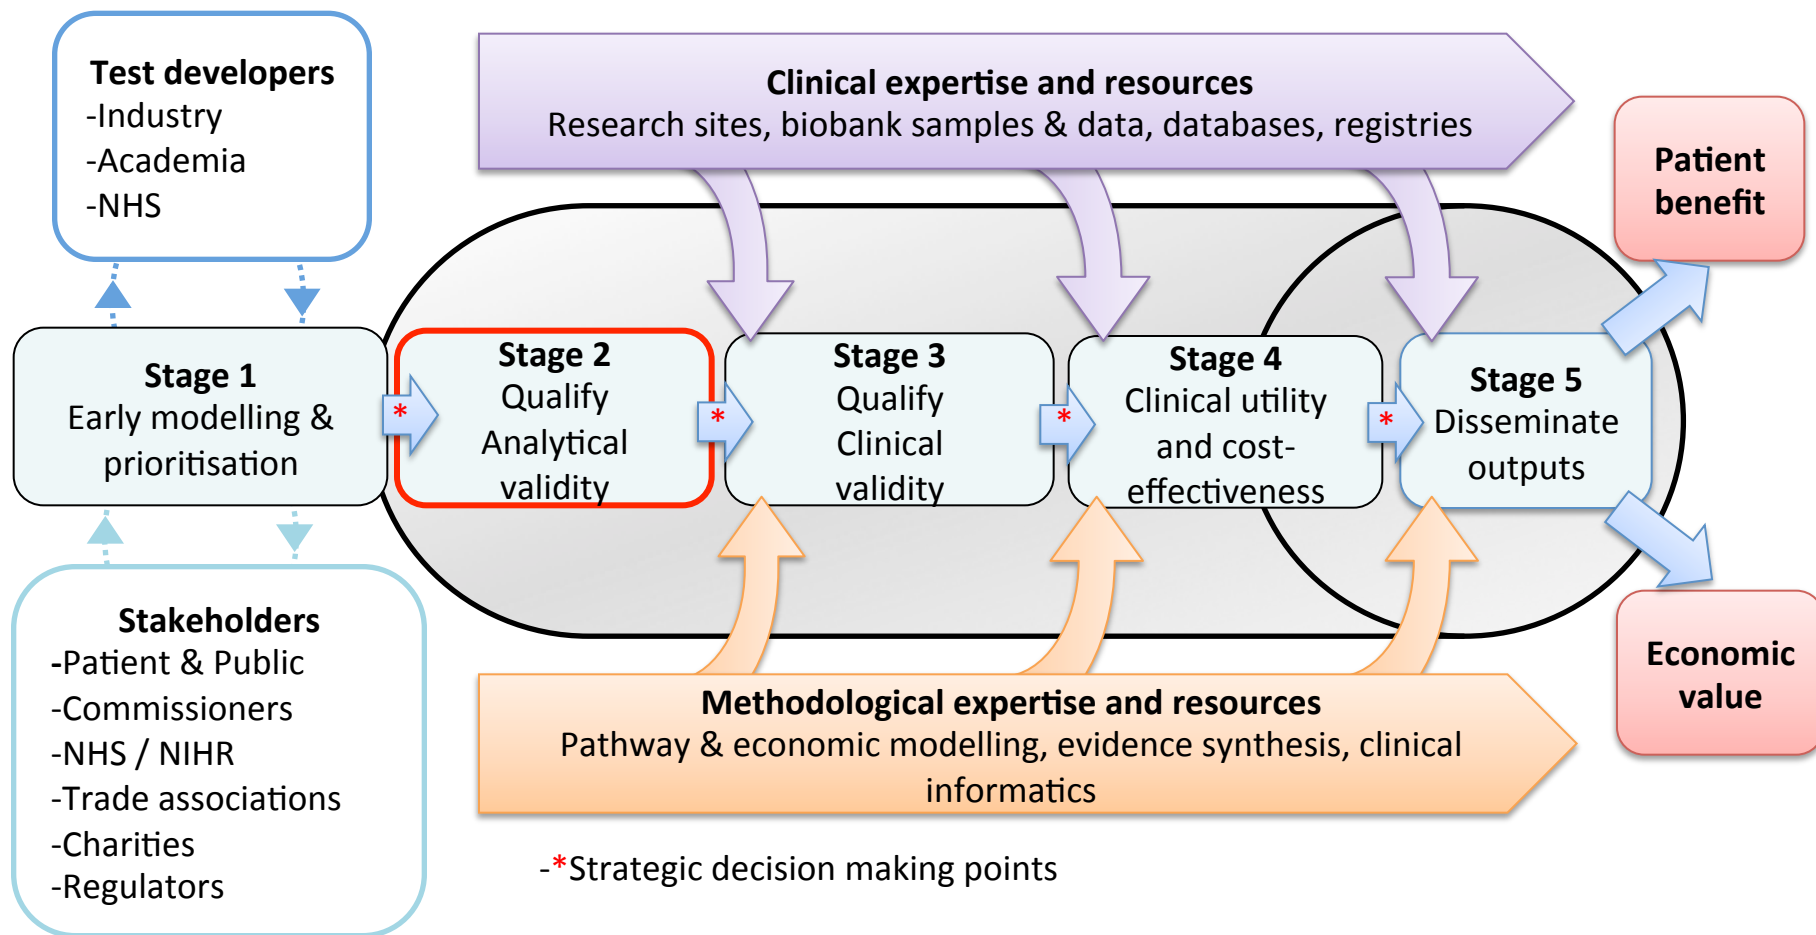 Test developers
-Industry
-Academia
-NHS
Clinical expertise and resources
Research sites, biobank samples & data, databases, registries
Patient
benefit
Stage 1
Early modelling &
prioritisation
*
Stage 2
Qualify
Analytical
validity
*
Stage 3
Qualify
Clinical
validity
*
Stage 4
Clinical utility
and cost-
effectiveness
*
Stage 5
Disseminate
outputs
Stakeholders
-Patient & Public
-Commissioners
-NHS / NIHR
-Trade associations
-Charities
-Regulators
Methodological expertise and resources
Pathway & economic modelling, evidence synthesis, clinical
informatics
Economic
value
-*Strategic decision making points